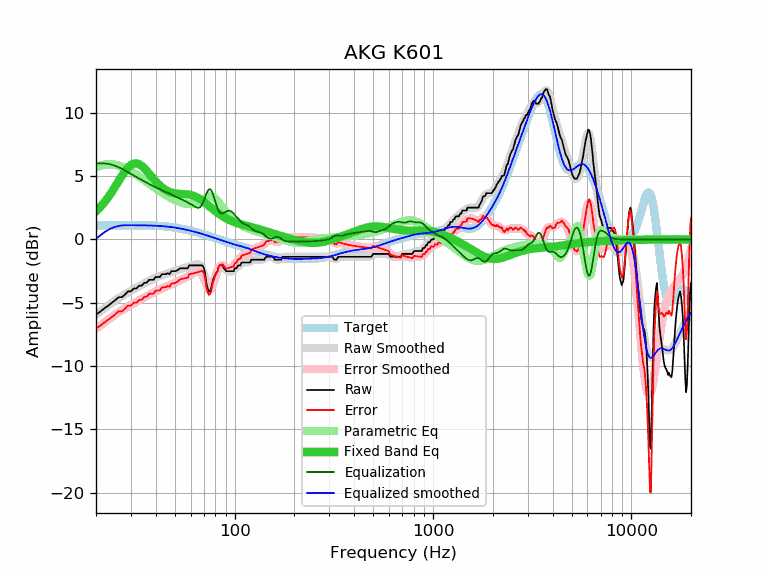 AKG K601
Amplitude (dBr)
10
5
0
−5
−10
−15
−20
Target
Raw Smoothed
Error Smoothed
Raw
Error
Parametric Eq
Fixed Band Eq
Equalization
Equalized smoothed
100 1000 10000
Frequency (Hz)